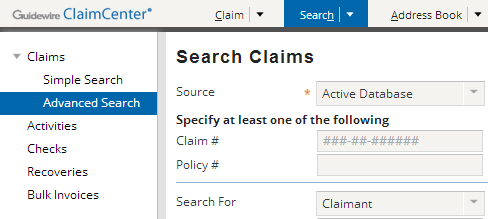 Guidewire ClaimCenter®
Claim
Search
Address Book
Claims
Simple Search
Advanced Search
Activities
Checks
Recoveries
Bulk Invoices
Search Claims
Source * Active Database
Specify at least one of the following
Claim # ###-##-######
Policy #
Search For Claimant